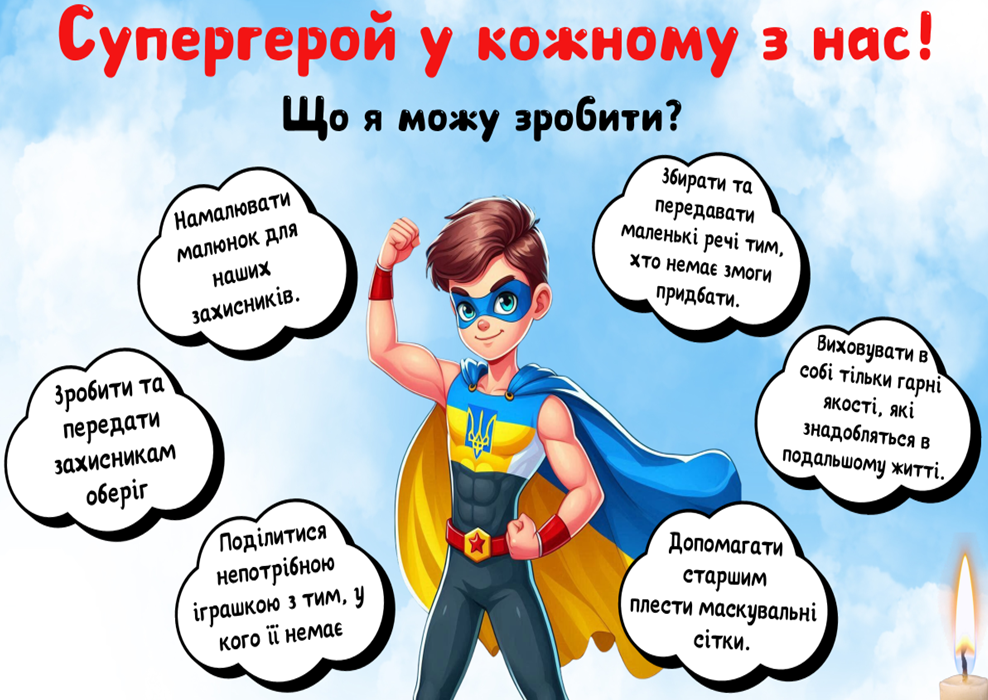 Супергерой у кожному з нас!
Що я можу зробити?
Намалювати
малюнок для
наших
захисників.
Збирати та
передавати
маленькі речі тим,
хто немає змоги
придбати.
Зробити та
передати
захисникам
оберіг
Виховувати в
собі тільки гарні
якості, які
знадобляться в
подальшому житті.
Поділитися
непотрібною
іграшкою з тим, у
кого її немає
Допомагати
старшим
плести маскувальні
сітки.